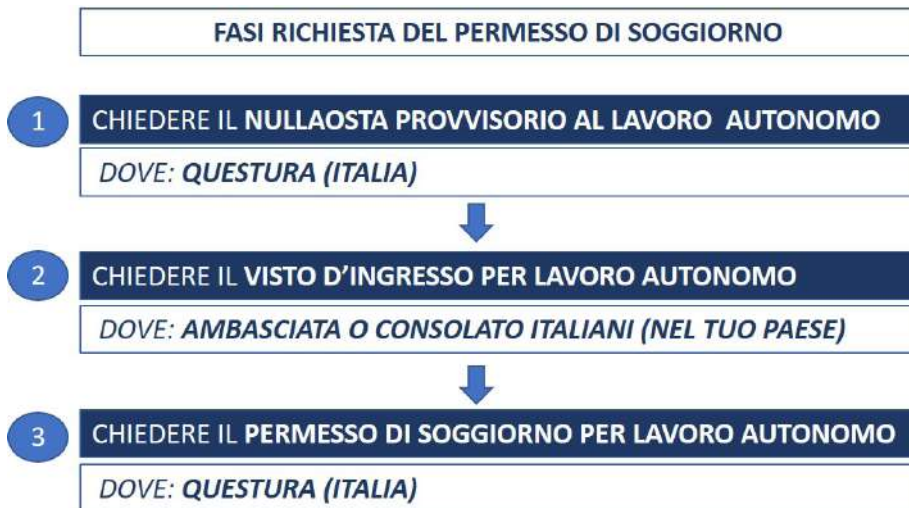 FASI RICHIESTA DEL PERMESSO DI SOGGIORNO
1
CHIEDERE IL NULLAOSTA PROVVISORIO AL LAVORO AUTONOMO
DOVE: QUESTURA (ITALIA)
2
CHIEDERE IL VISTO D'INGRESSO PER LAVORO AUTONOMO
DOVE: AMBASCIATA O CONSOLATO ITALIANI (NEL TUO PAESE)
3
CHIEDERE IL PERMESSO DI SOGGIORNO PER LAVORO AUTONOMO
DOVE: QUESTURA (ITALIA)